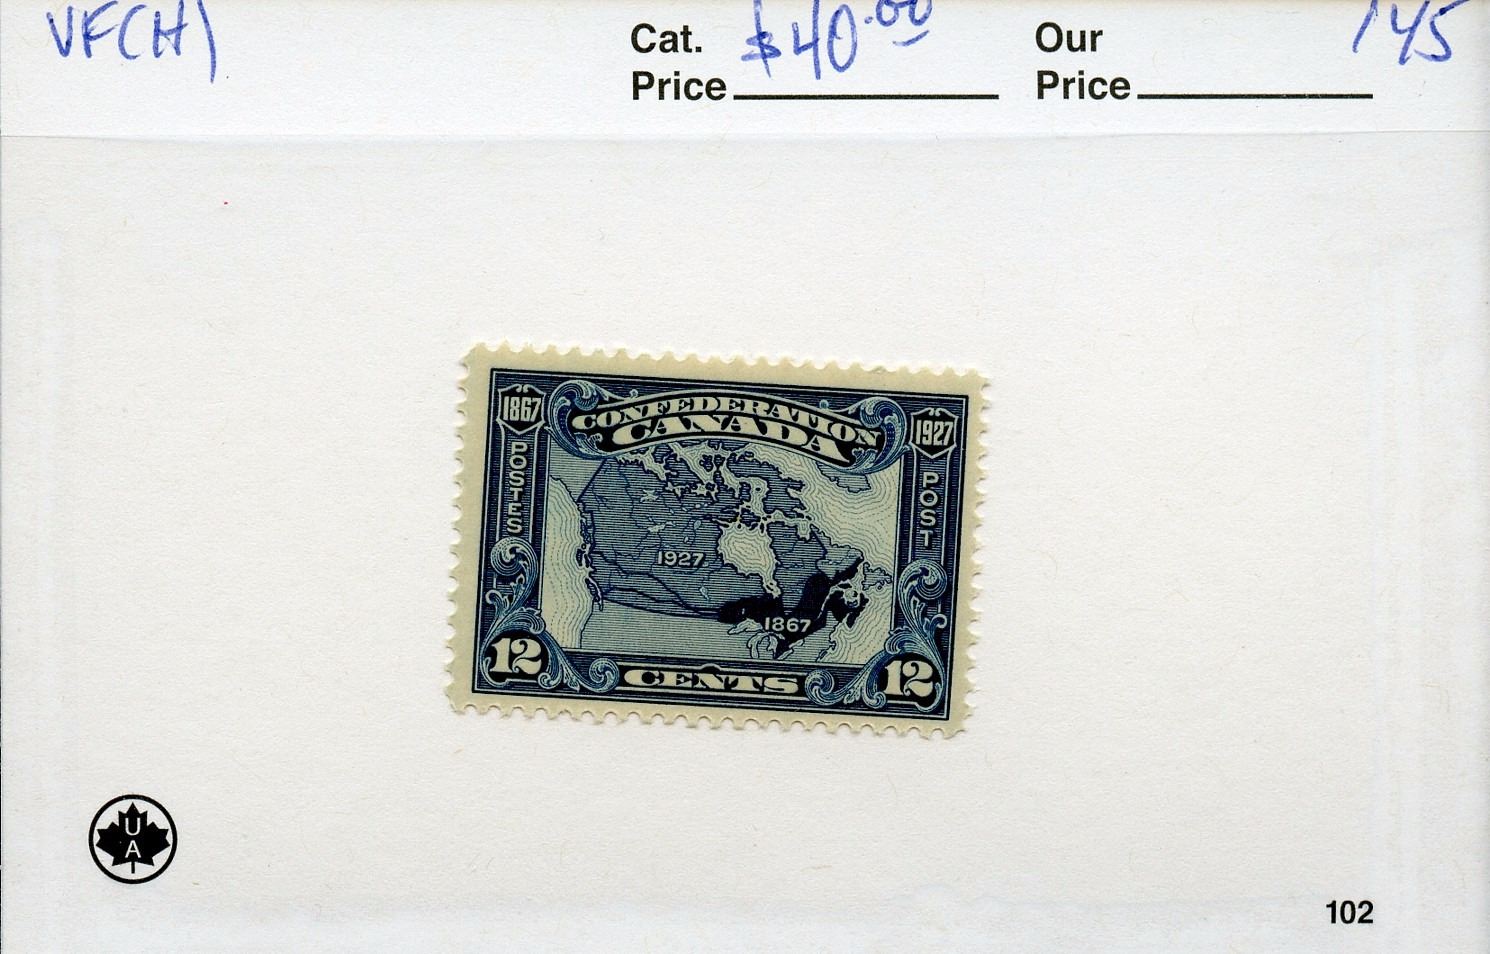 VF(H) Cat. Price $40.00 Our Price 145
1867 CONFEDERATION 1927
CANADA
POSTES POST
1927
1867
12 CENTS 12
U
A
102